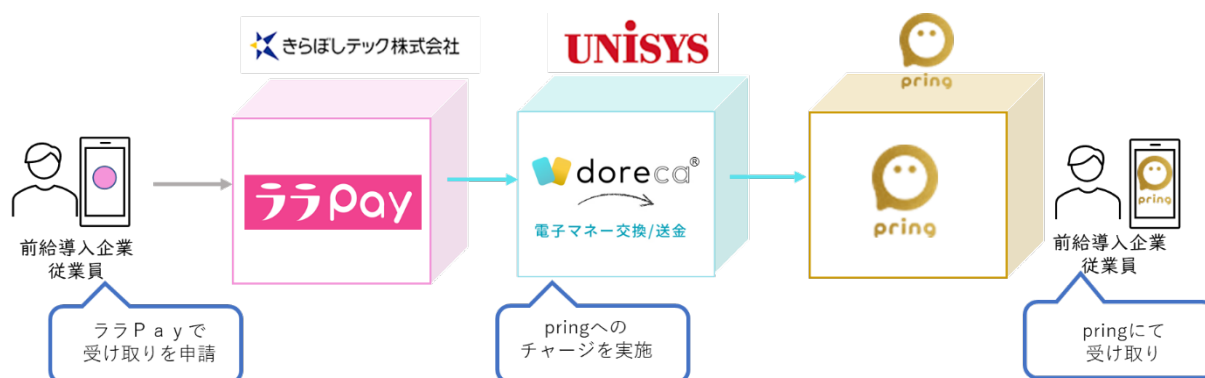 きらぼしテック株式会社
UNiSYS
pring
ララPay
doreca®
電子マネー交換/送金
pring
pring
前給導入企業
従業員
前給導入企業
従業員
ララPayで
受け取りを申請
pringへの
チャージを実施
pringにて
受け取り